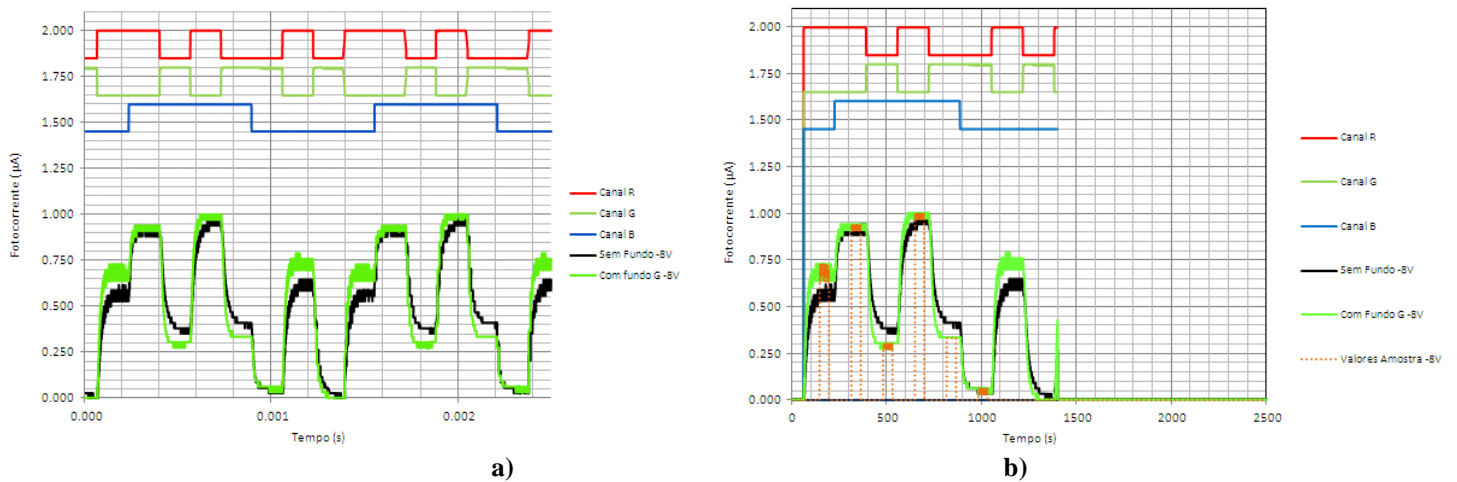 2.000
1.750
1.500
1.250
1.000
0.750
0.500
0.250
0.000
Fotocorrente (µA)
0.000
0.001
0.002
Tempo (s)
Canal R
Canal G
Canal B
Sem Fundo -8V
Com fundo G -8V
a)
2.000
1.750
1.500
1.250
1.000
0.750
0.500
0.250
0.000
Fotocorrente (µA)
0
500
1000
1500
2000
2500
Tempo (s)
Canal R
Canal G
Canal B
Sem Fundo -8V
Com Fundo G -8V
Valores Amostra -8V
b)